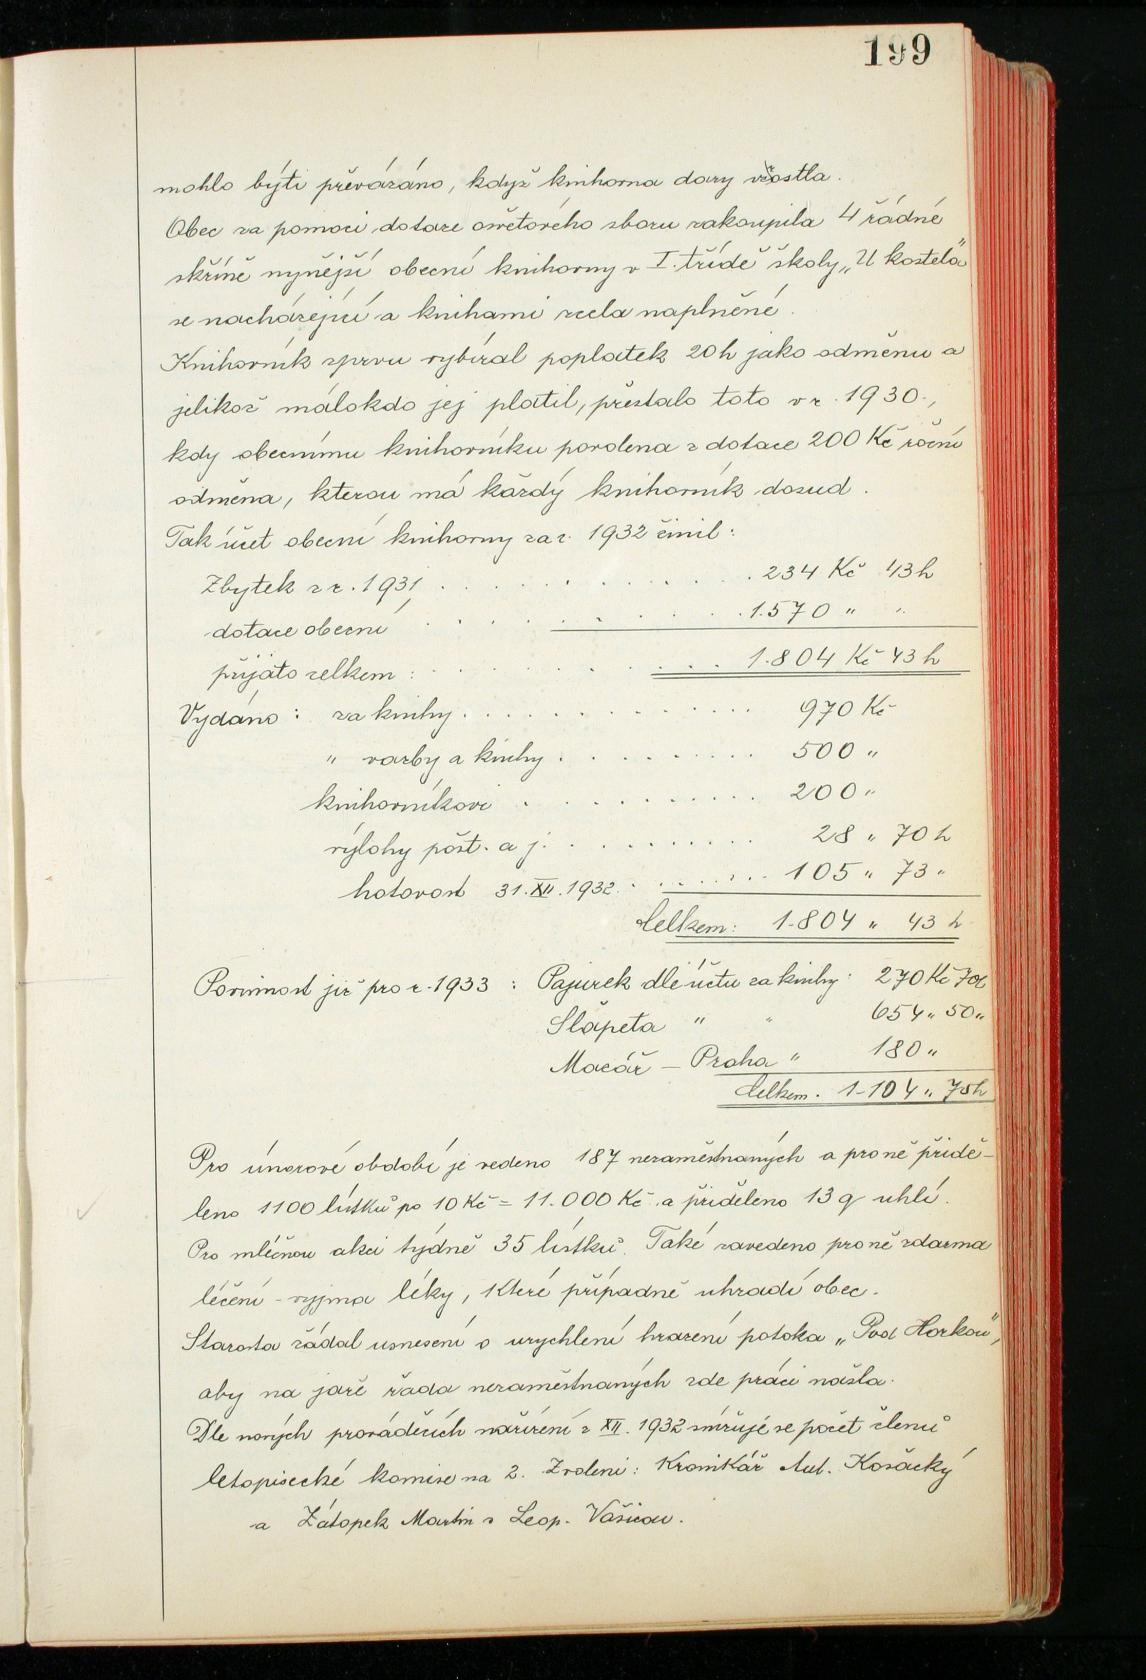 199
mohlo býti převázáno, když knihovna dary vzrostla.
Obec za pomoci dotace osvětového sboru zakoupila 4 řádné
skříně nynější obecní knihovny v I. třídě školy „U kostela"
se nacházející a knihami zcela naplněné.
Knihovník zprvu vybíral poplatek 20 h jako odměnu a
jelikož málokdo jej platil, přestalo toto v r. 1930.,
kdy obecnímu knihovníku povolena z dotace 200 Kč roční
odměna, kterou má každý knihovník dosud.
Tak účet obecní knihovny za r. 1932 činil:
Zbytek z r. 1931 . . . . . . . . . 234 Kč 43 h
dotace obecní . . . . . . . . . 1.570 " "
přijato celkem : . . . . . . . . . 1.804 Kč 43 h
Vydáno : za knihy . . . . . . . . . 970 Kč
" vazby a knihy . . . . . . . . . 500 "
knihovníkovi . . . . . . . . . 200 "
výlohy pošt. a j. . . . . . . . . . 28 " 70 h
hotovost 31. XII. 1932 . . . . . . . . . 105 " 73 "
Celkem: 1.804 " 43 h
Povinnost již pro r. 1933 : Pajurek dle účtu za knihy 270 Kč
Slápeta " " 654 " 50 "
Macář – Praha " 180 "
Celkem. 1.104 "
Pro únorové období je vedeno 187 nezaměstnaných a pro ně přidě-
leno 1100 lístků po 10 Kč = 11.000 Kč a přiděleno 13 q uhlí.
Pro mléčnou akci týdně 35 lístků. Také zavedeno pro ně zdarma
léčení - vyjma léky, které případně uhradí obec.
Starosta žádal usnesení o urychlení hrazení potoka „Pod Horkou",
aby na jaře řada nezaměstnaných zde práci našla.
Dle nových prováděcích nařízení z XII. 1932 snižuje se počet členů
letopisecké komise na 2. Zvoleni: Kronikář Ant. Kosácký
a Zátopek Martin s Leop. Vašicou.